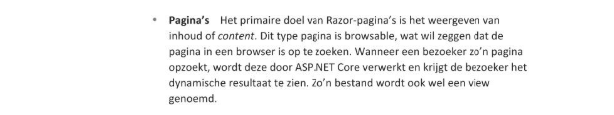 • Pagina's Het primaire doel van Razor-pagina's is het weergeven van
inhoud of content. Dit type pagina is browsable, wat wil zeggen dat de
pagina in een browser is op te zoeken. Wanneer een bezoeker zo'n pagina
opzoekt, wordt deze door ASP.NET Core verwerkt en krijgt de bezoeker het
dynamische resultaat te zien. Zo'n bestand wordt ook wel een view
genoemd.